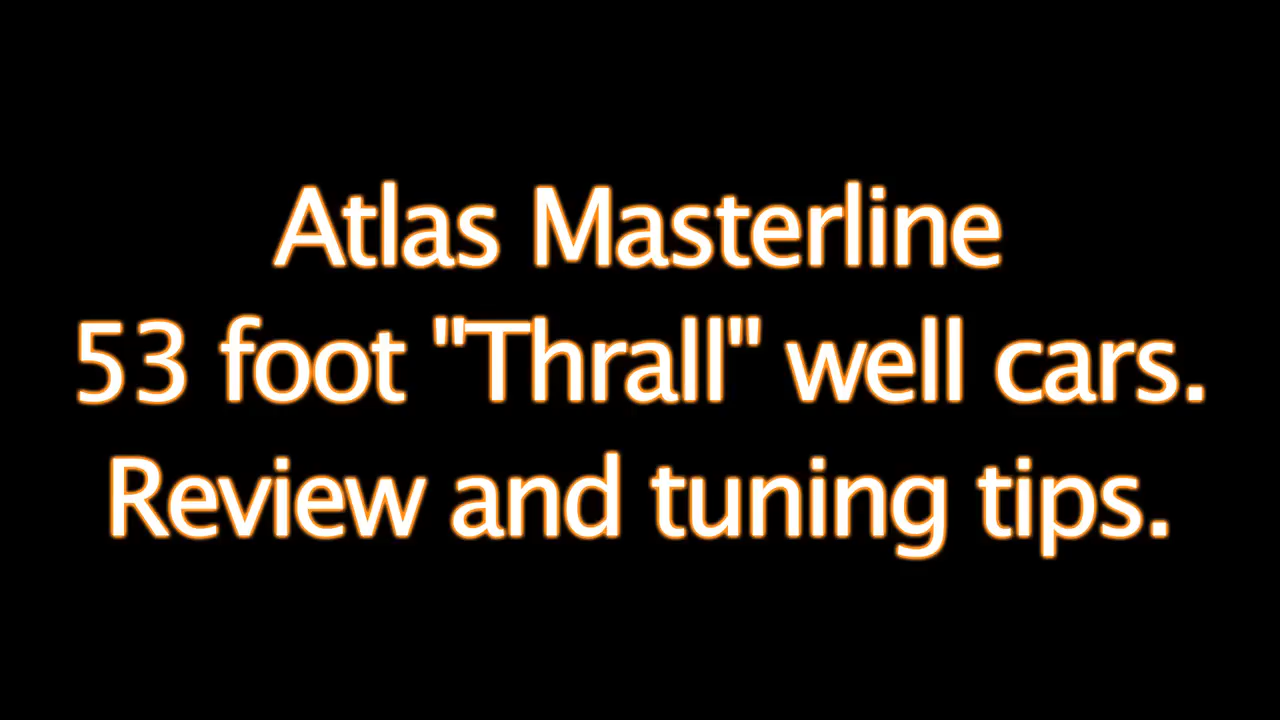 Atlas Masterline
53 foot "Thrall" well cars.
Review and tuning tips.